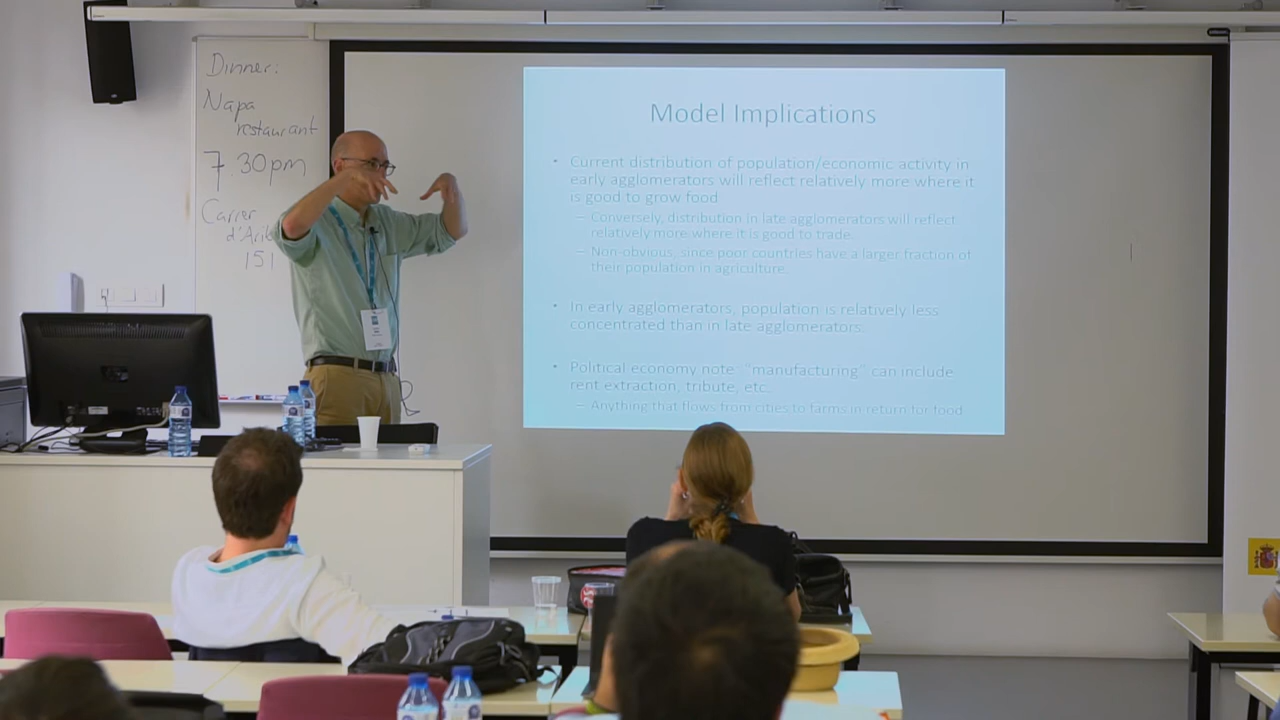 Dinner:
Napa
restaurant
7.30pm
Carrer
151
Model Implications
• Current distribution of population/economic activity in
early agglomerators will reflect relatively more where it
is good to grow food
– Conversely, distribution in late agglomerators will reflect
relatively more where it is good to trade.
– Non-obvious, since poor countries have a larger fraction of
their population in agriculture.
• In early agglomerators, population is relatively less
concentrated than in late agglomerators.
• Political economy note: "manufacturing" can include
rent extraction, tribute, etc.
– Anything that flows from cities to farms in return for food